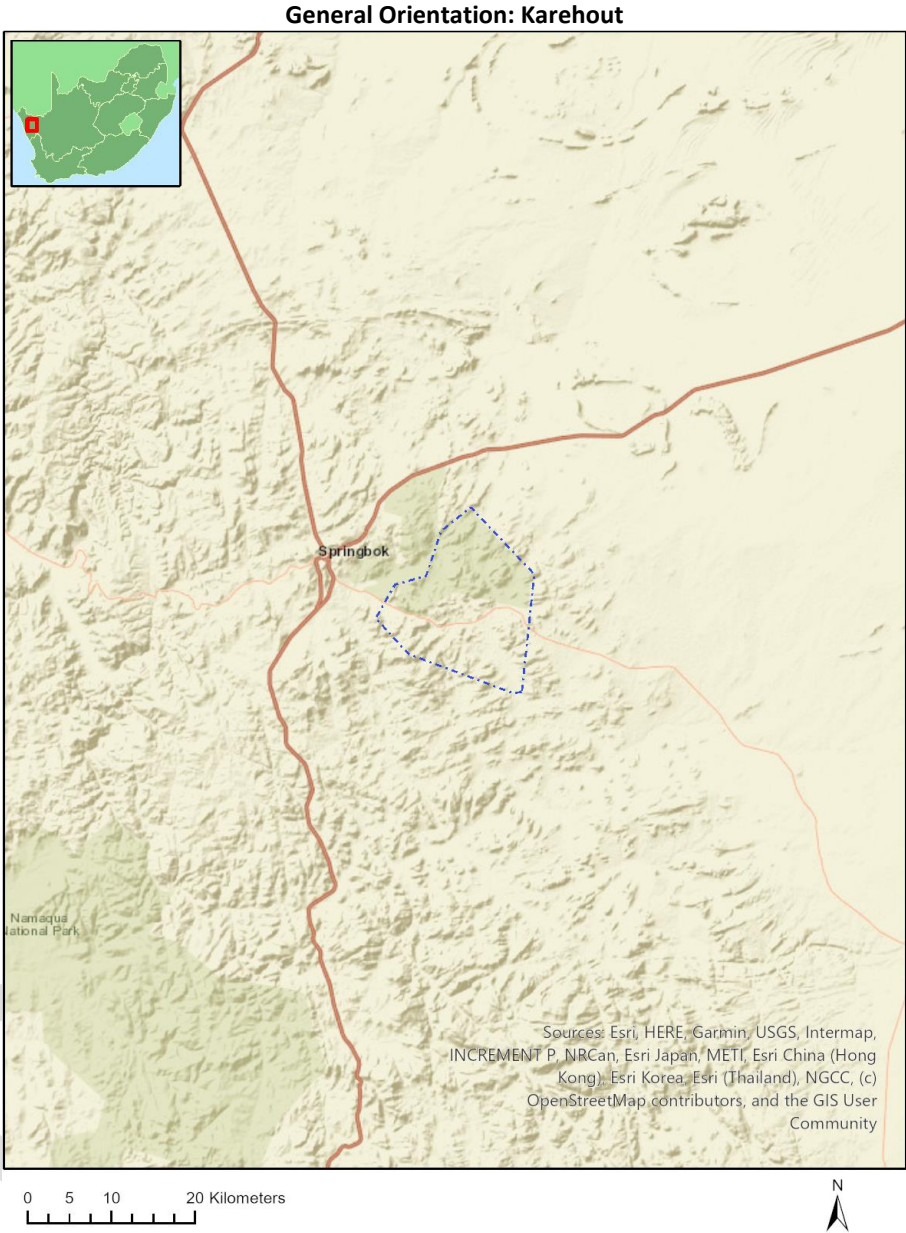 General Orientation: Karehout
Springbok
Namaqua
National Park
Sources: Esri, HERE, Garmin, USGS, Intermap,
INCREMENT P, NRCan, Esri Japan, METI, Esri China (Hong
Kong), Esri Korea, Esri (Thailand), NGCC, (c)
OpenStreetMap contributors, and the GIS User
Community
0 5 10 20 Kilometers
N